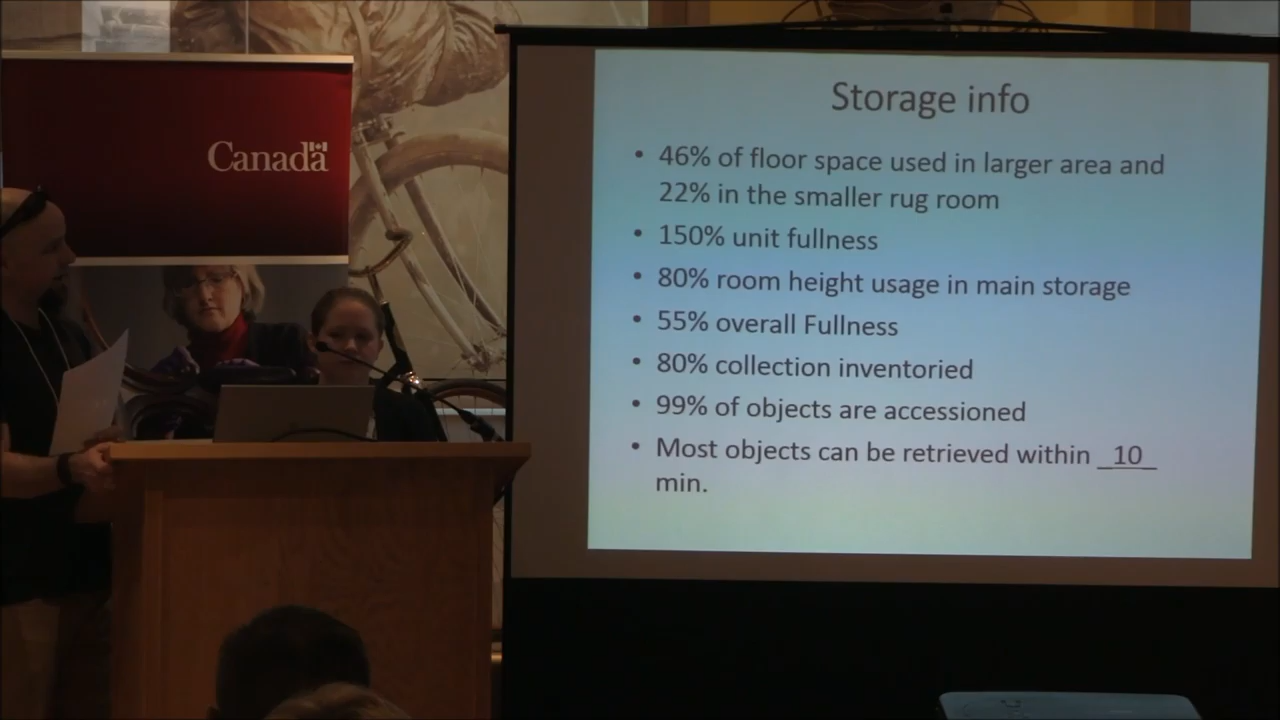 Canada
Storage info
• 46% of floor space used in larger area and
22% in the smaller rug room
• 150% unit fullness
• 80% room height usage in main storage
• 55% overall Fullness
• 80% collection inventoried
• 99% of objects are accessioned
• Most objects can be retrieved within _10_
min.